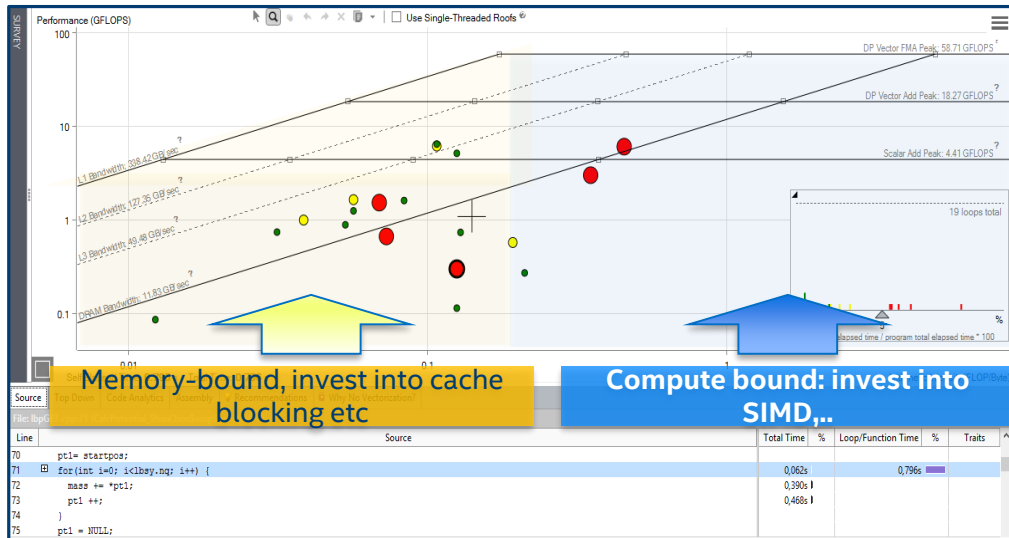 SURVEY
Performance (GFLOPS)
Use Single-Threaded Roofs
100
10
1
0.1
DP Vector FMA Peak: 58.71 GFLOPS
?
DP Vector Add Peak: 18.27 GFLOPS
?
Scalar Add Peak: 4.41 GFLOPS
?
L1 Bandwidth: 338.42 GB/sec
?
L2 Bandwidth: 127.35 GB/sec
?
L3 Bandwidth: 49.48 GB/sec
?
DRAM Bandwidth: 11.83 GB/sec
?
19 loops total
%
elapsed time / program total elapsed time * 100
0.01
0.1
1
Memory-bound, invest into cache
blocking etc
Compute bound: invest into
SIMD,..
Source Top Down Code Analytics Assembly Recommendations Why No Vectorization?
Line Source Total Time % Loop/Function Time % Traits
70 pt1= startpos;
71 for(int i=0; i<lbsy.nq; i++) { 0,062s 0,796s
72 mass += *pt1; 0,390s
73 pt1 ++; 0,468s
74 }
75 pt1 = NULL;